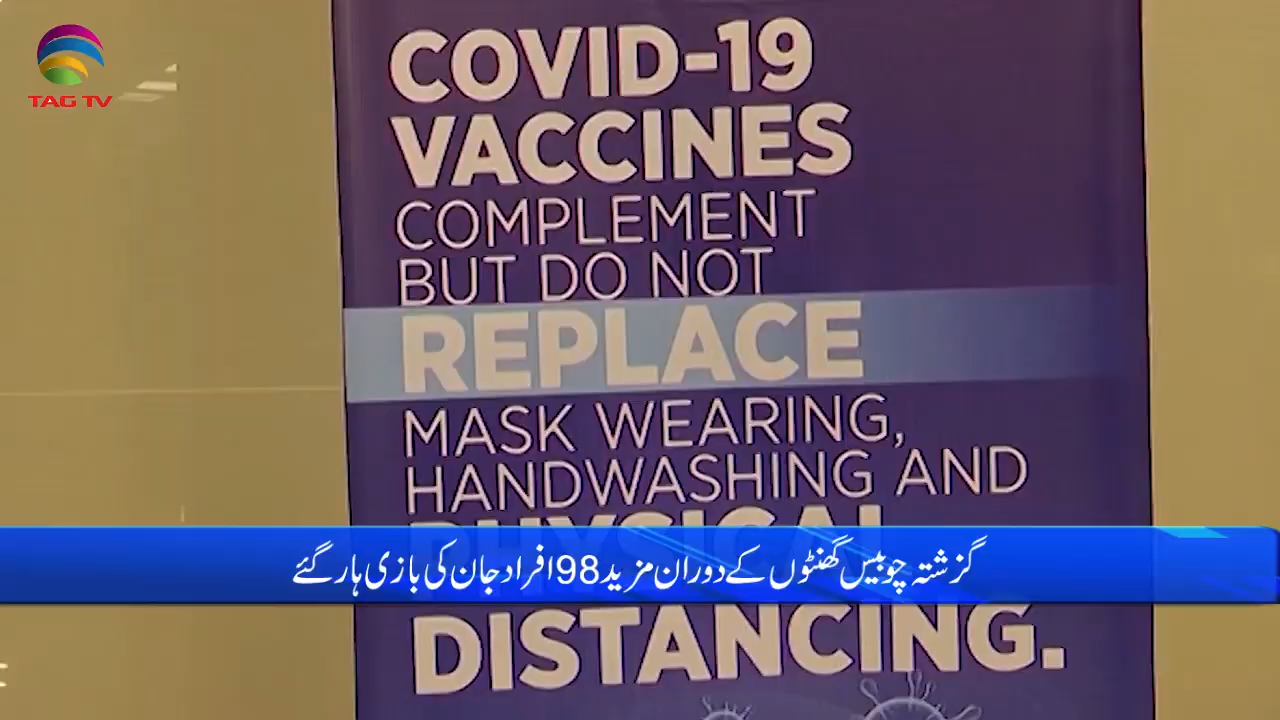 TAG TV
COVID-19
VACCINES
COMPLEMENT
BUT DO NOT
REPLACE
MASK WEARING,
HANDWASHING AND
PHYSICAL
گزشتہ چوبیس گھنٹوں کے دوران مزید 98 افراد جان کی بازی ہار گئے
DISTANCING.